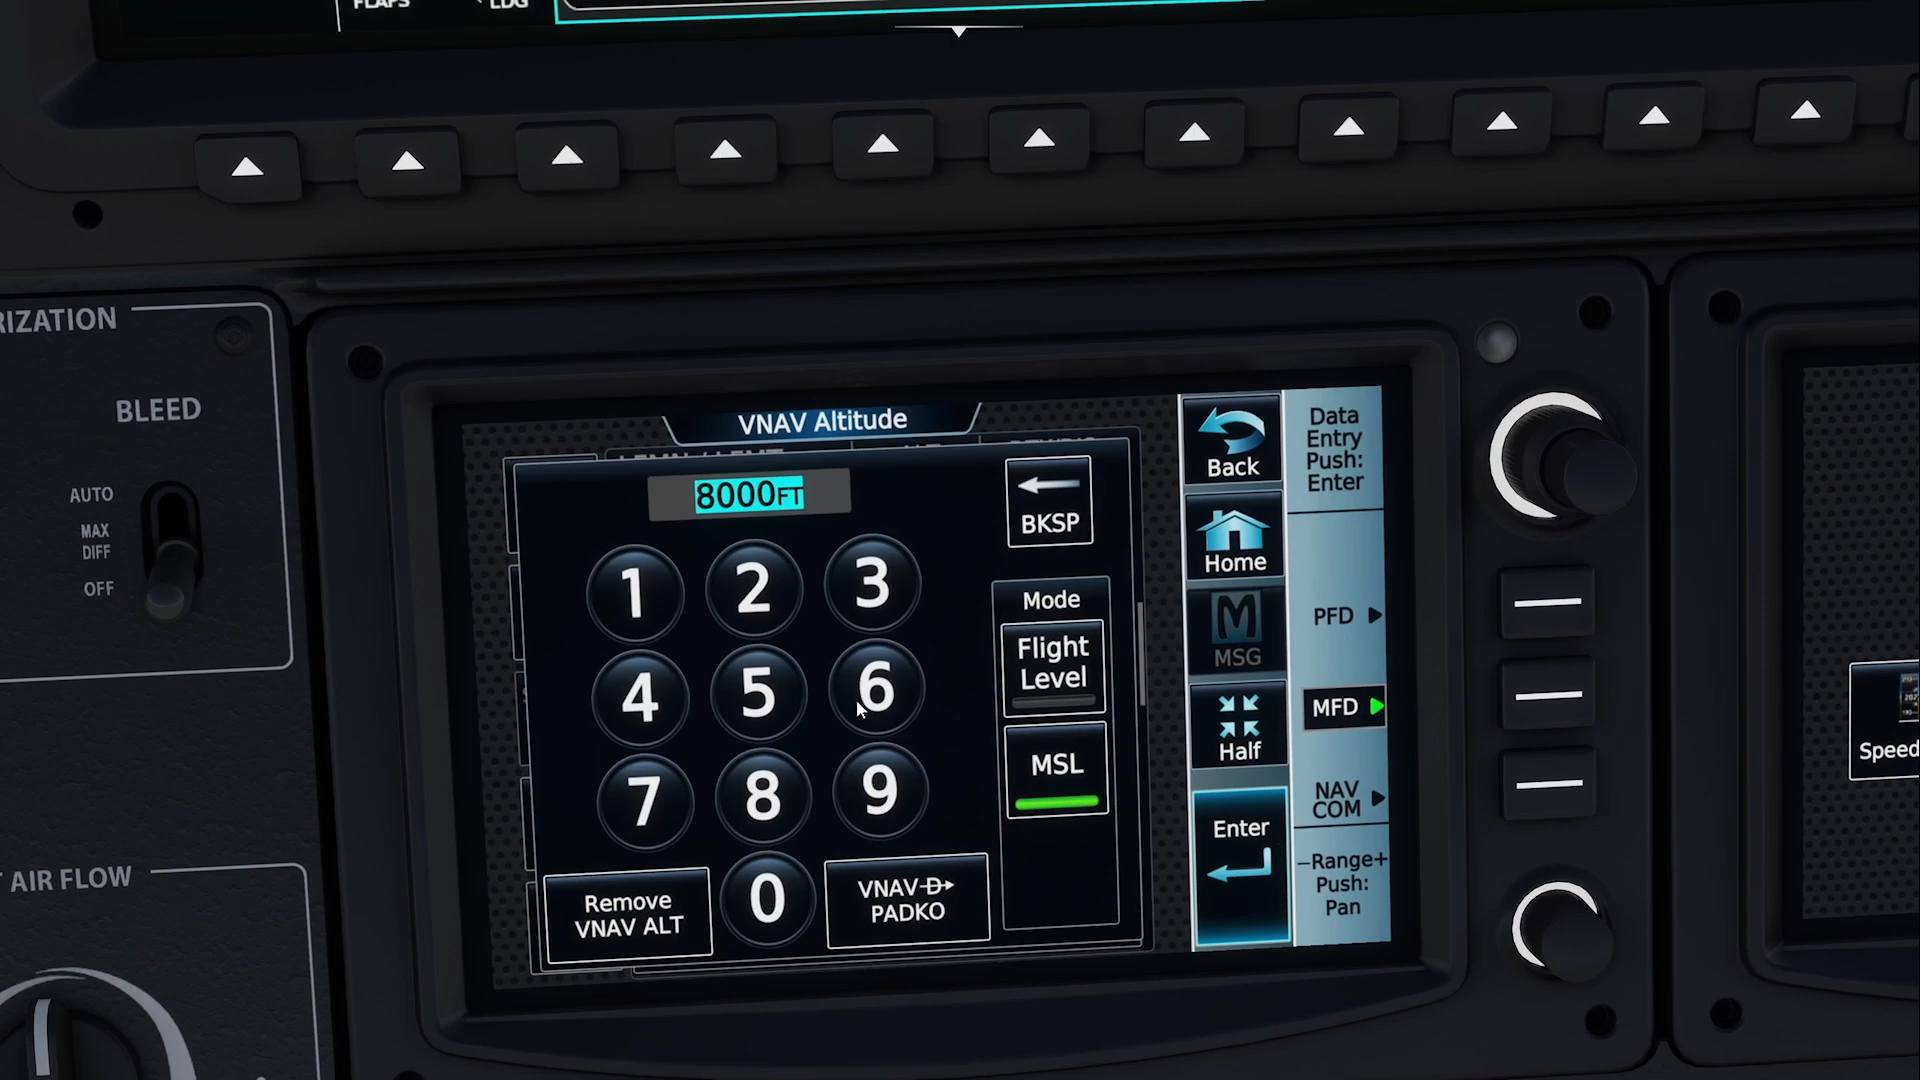 FLAPS
LDG
RIZATION
BLEED
AUTO
MAX
DIFF
OFF
AIR FLOW
VNAV Altitude
8000FT
BKSP
1
2
3
4
5
6
7
8
9
0
Mode
Flight
Level
MSL
Remove
VNAV ALT
VNAV D
PADKO
Back
Home
M
MSG
Half
Enter
Data
Entry
Push:
Enter
PFD
MFD
NAV
COM
−Range+
Push:
Pan
Speed